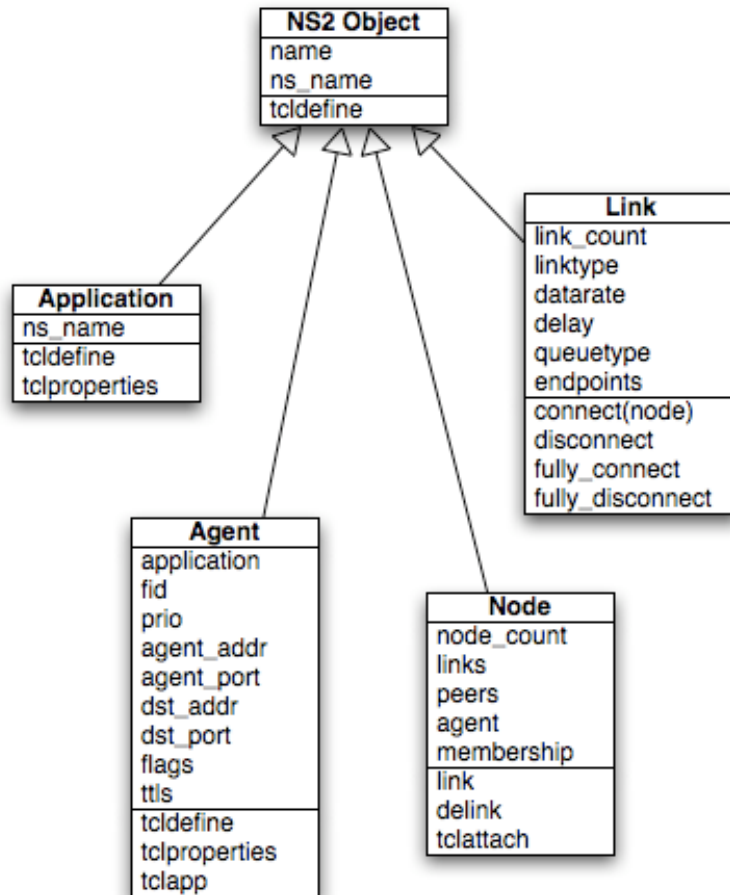 NS2 Object
name
ns_name
tcldefine
Application
ns_name
tcldefine
tclproperties
Link
link_count
linktype
datarate
delay
queuetype
endpoints
connect(node)
disconnect
fully_connect
fully_disconnect
Agent
application
fid
prio
agent_addr
agent_port
dst_addr
dst_port
flags
ttls
tcldefine
tclproperties
tclapp
Node
node_count
links
peers
agent
membership
link
delink
tclattach